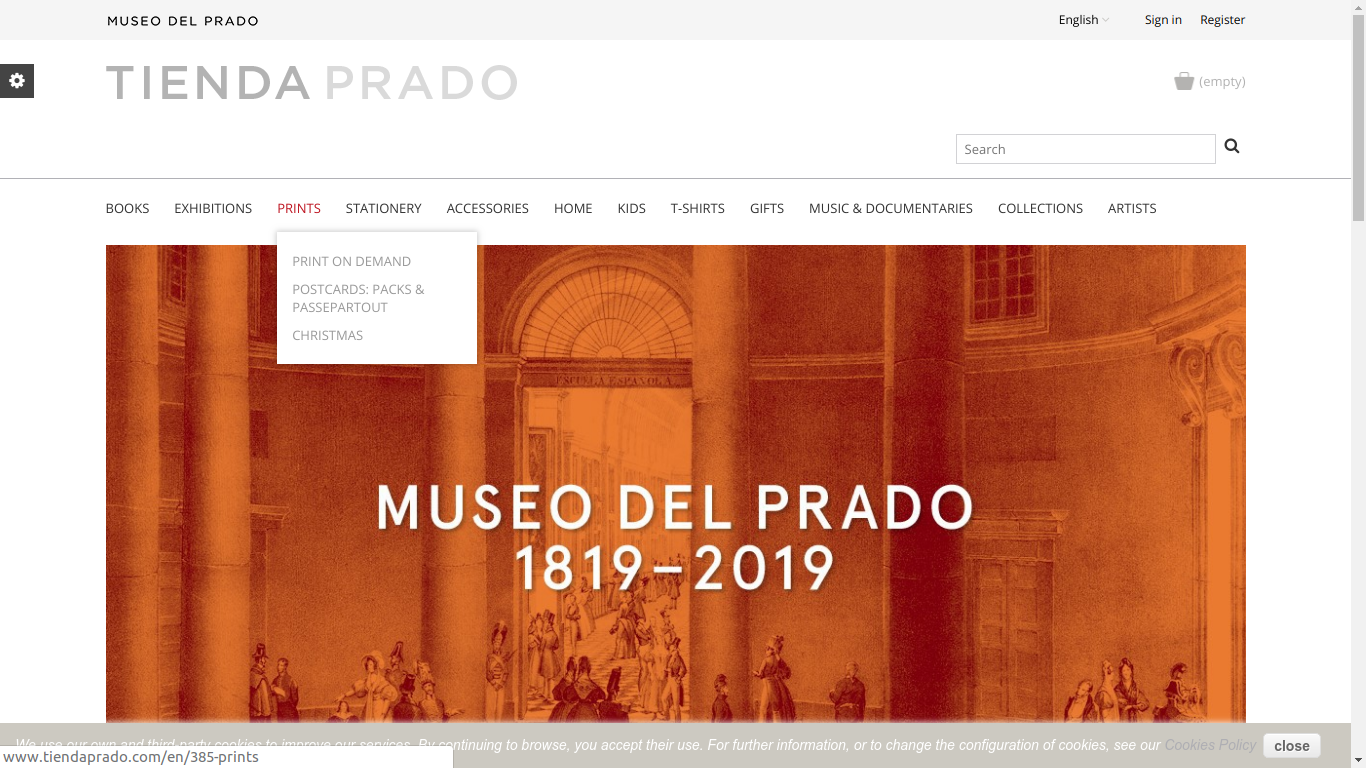 MUSEO DEL PRADO
English
Sign in
Register
TIENDA PRADO
(empty)
Search
BOOKS
EXHIBITIONS
PRINTS
STATIONERY
ACCESSORIES
HOME
KIDS
T-SHIRTS
GIFTS
MUSIC & DOCUMENTARIES
COLLECTIONS
ARTISTS
PRINT ON DEMAND
POSTCARDS: PACKS &
PASSEPARTOUT
CHRISTMAS
ESCUELA ESPAÑOLA
MUSEO DEL PRADO
1819–2019
We use our own and third-party cookies to improve our services. By continuing to browse, you accept their use. For further information, or to change the configuration of cookies, see our Cookies Policy
close
www.tiendaprado.com/en/385-prints